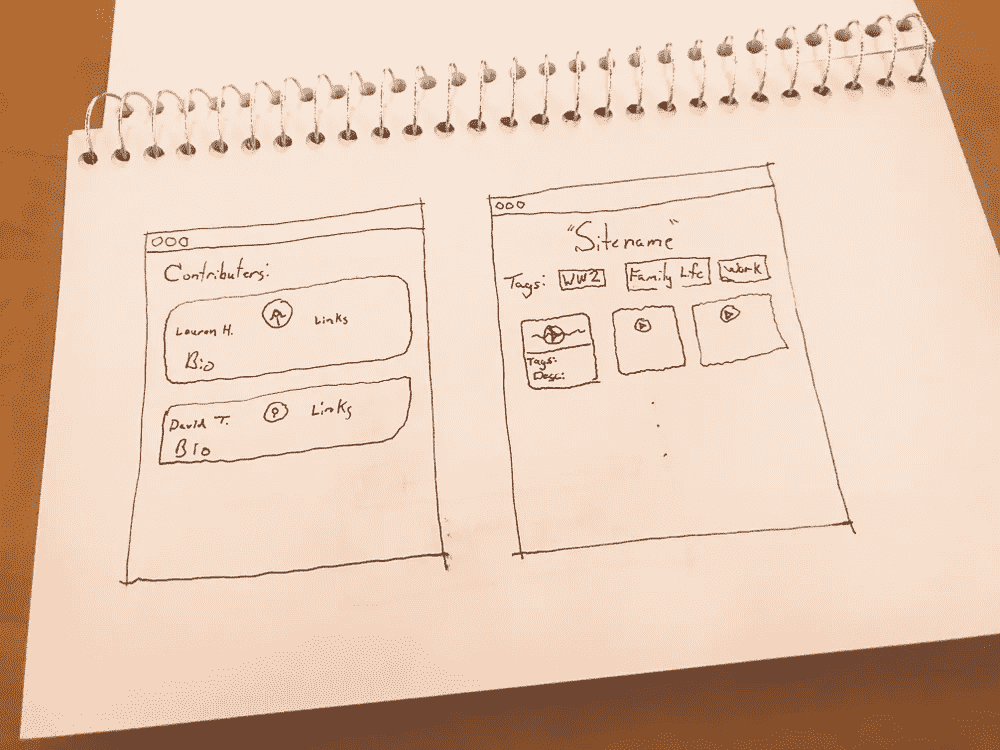 Contributers:
Lauren H.
Links
Bio
David T.
Links
Bio
"Sitename"
Tags: WW2 Family Life Work
Tags:
Desc: